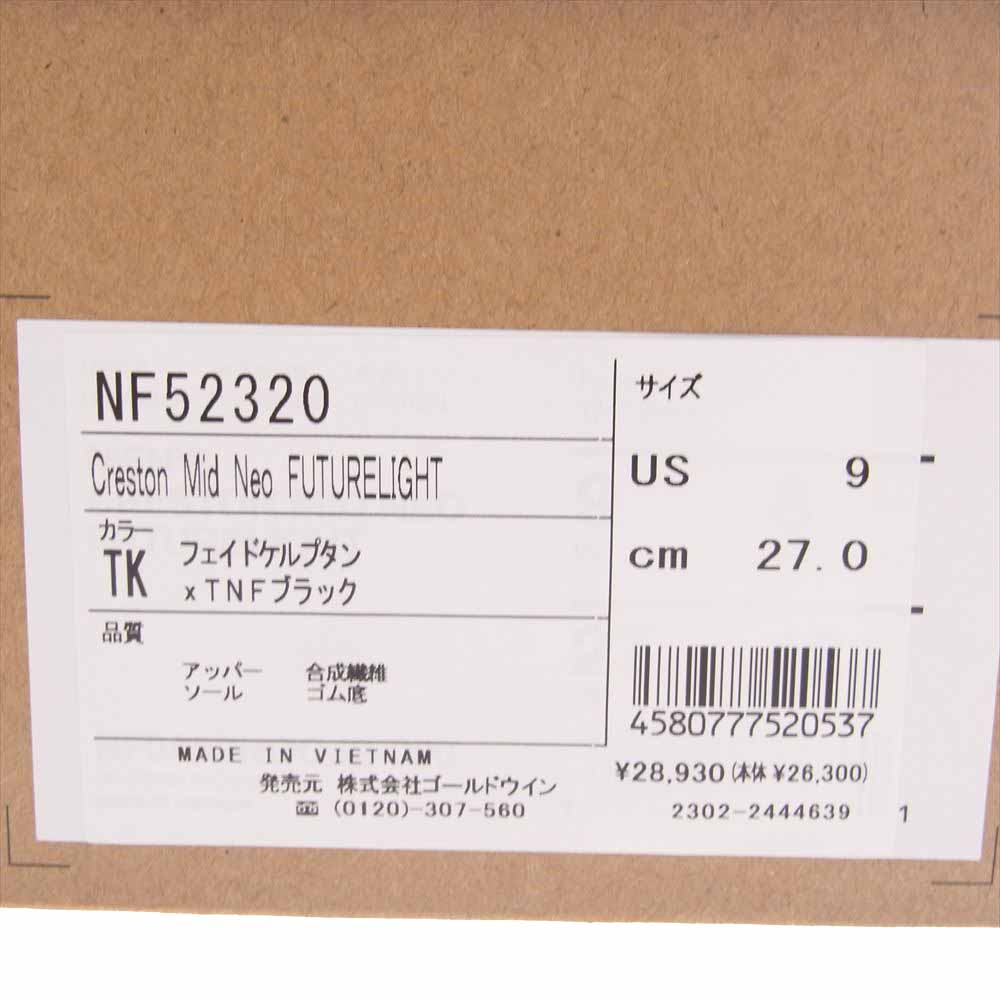 NF52320
Creston Mid Neo FUTURELIGHT
カラー
TK フェイドケルプタン
xTNFブラック
品質
アッパー 合成繊維
ソール ゴム底
MADE IN VIETNAM
発売元 株式会社ゴールドウイン
(0120)-307-560
サイズ
US 9
cm 27.0
4580777520537
¥28,930(本体¥26,300)
2302-2444639 1